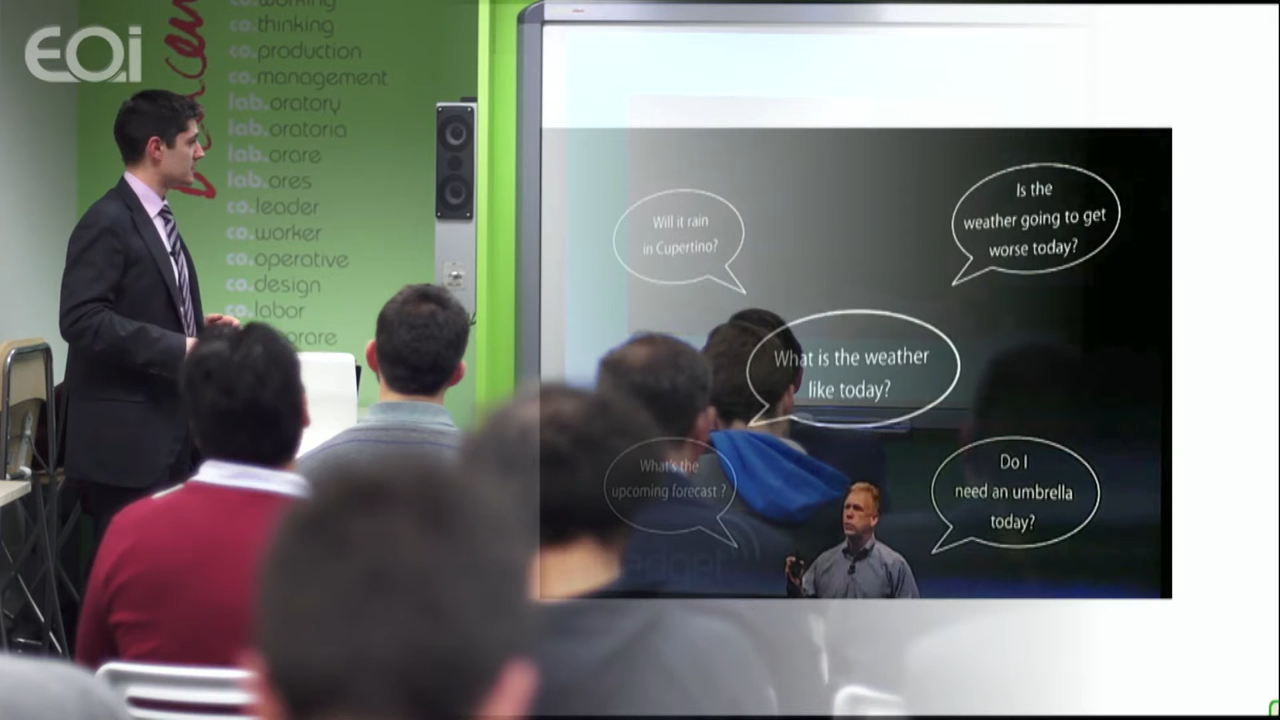 EOi
co.working
co.thinking
co.production
co.management
lab.oratory
lab.oratoria
lab.orare
lab.ores
co.leader
co.worker
co.operative
co.design
co.labor
orare
Will it rain
in Cupertino?
Is the
weather going to get
worse today?
What is the weather
like today?
What's the
upcoming forecast ?
Do I
need an umbrella
today?